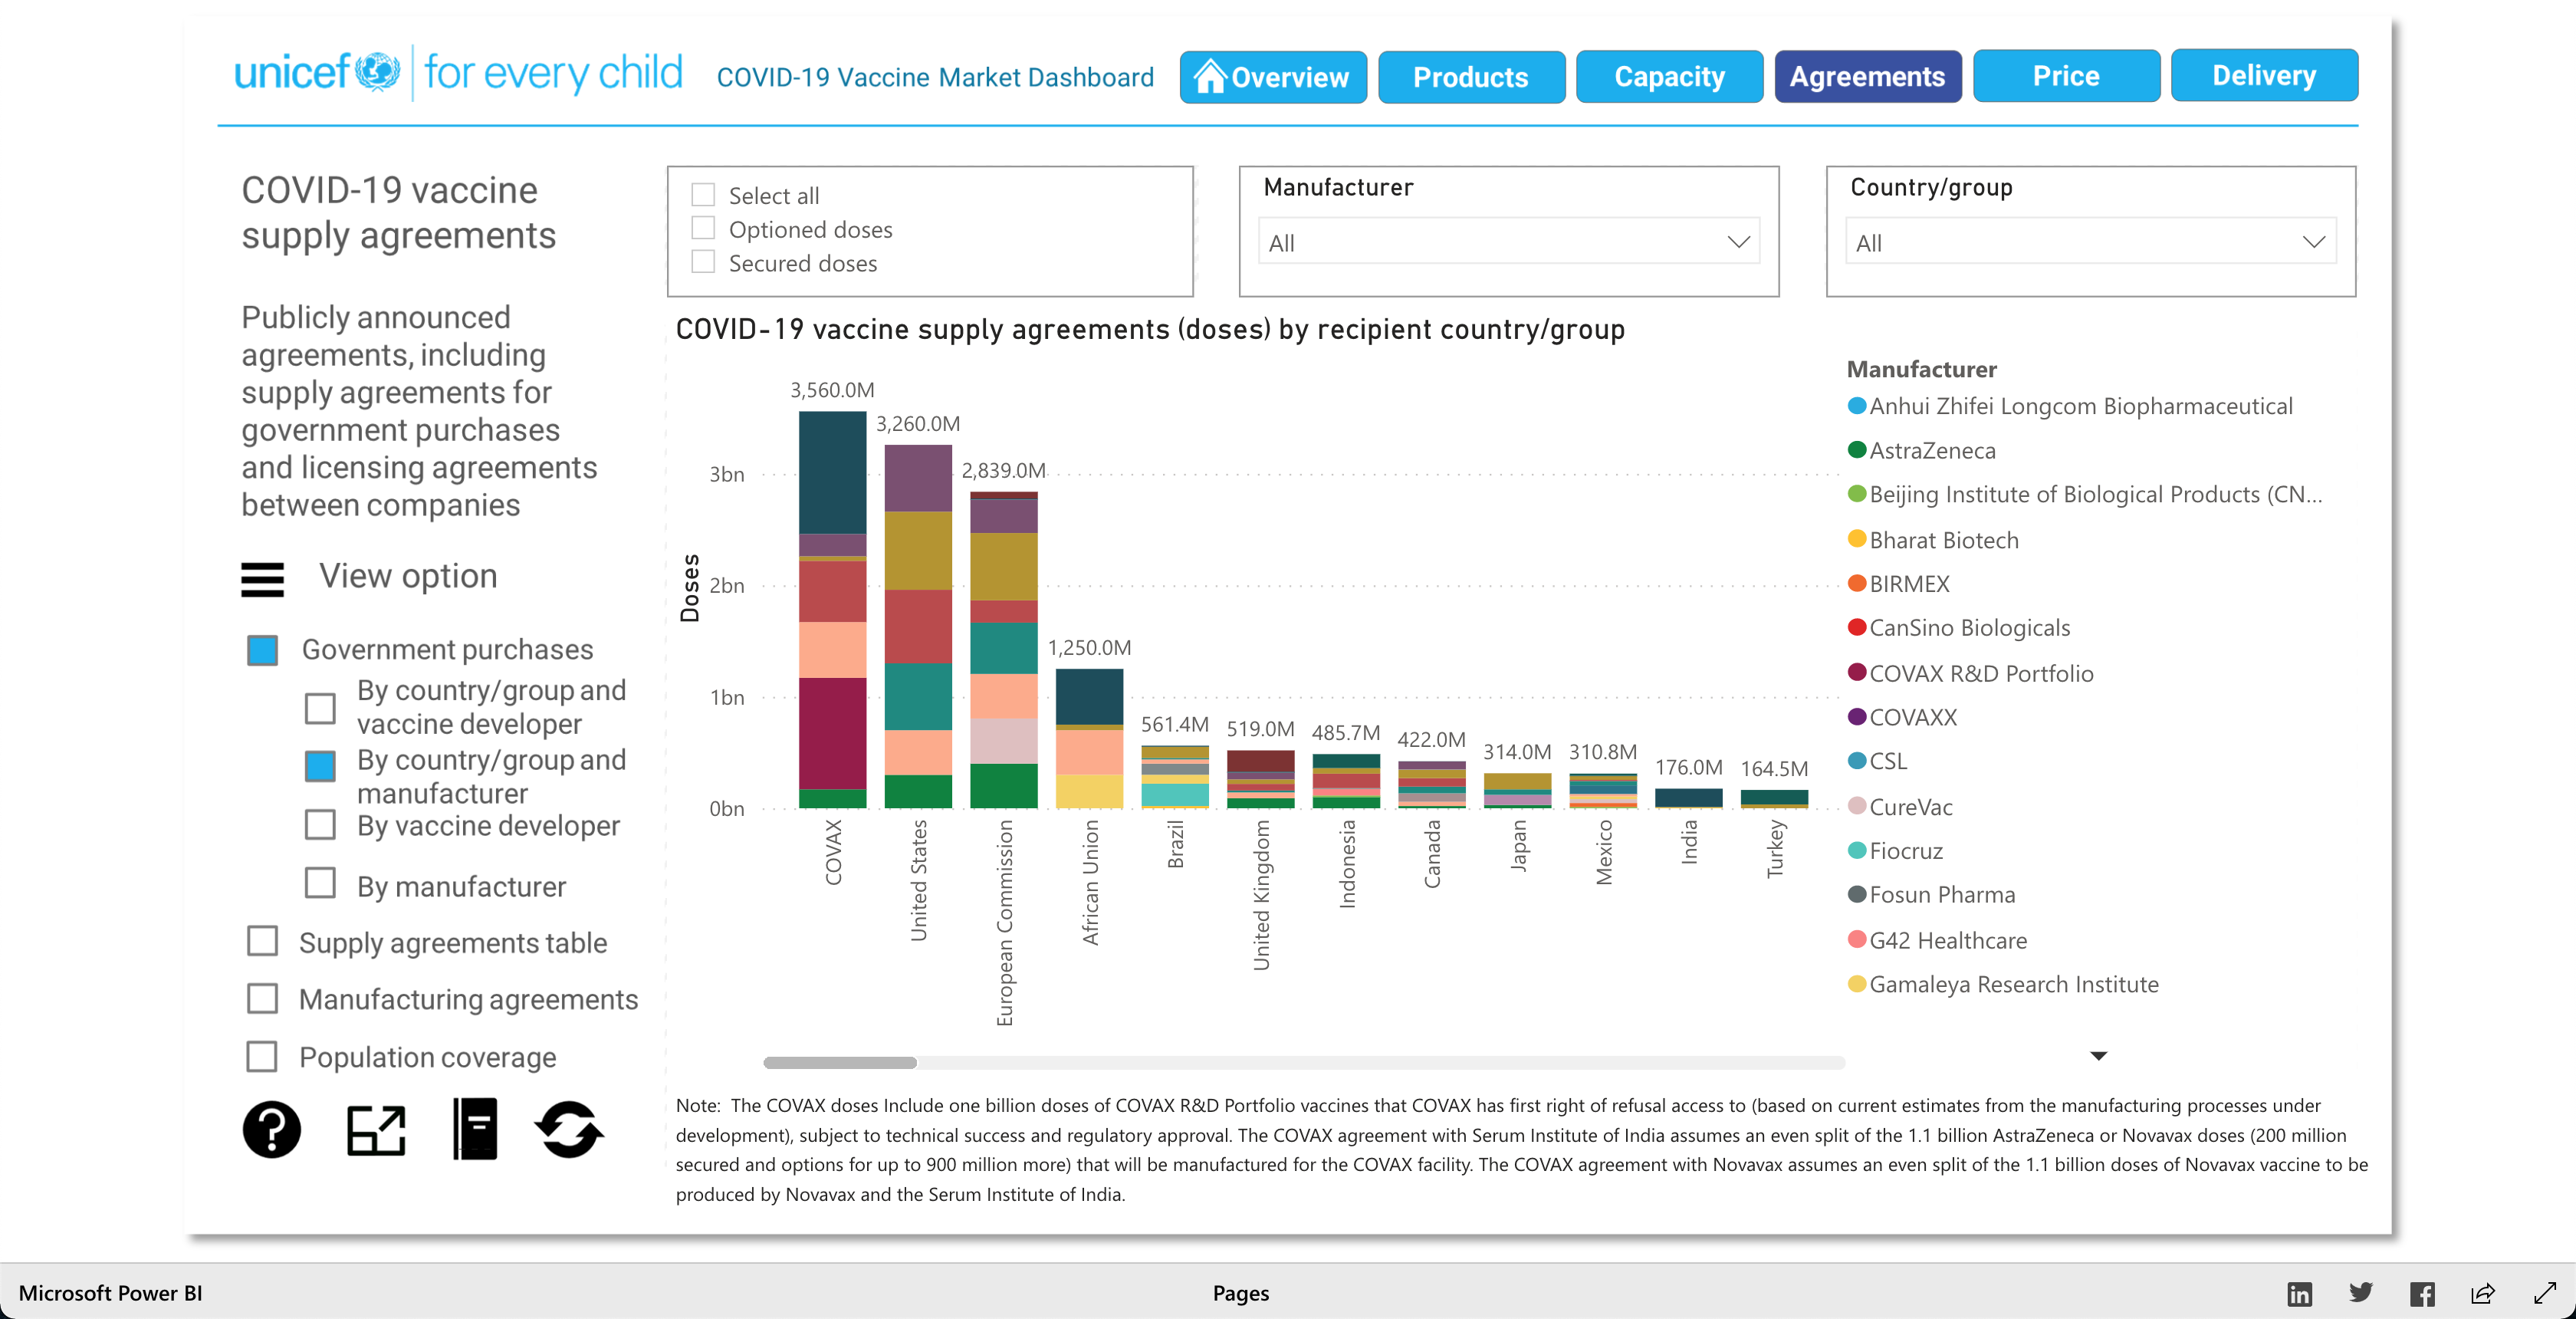 unicef for every child
COVID-19 Vaccine Market Dashboard
Overview
Products
Capacity
Agreements
Price
Delivery
COVID-19 vaccine
supply agreements
Publicly announced
agreements, including
supply agreements for
government purchases
and licensing agreements
between companies
View option
Government purchases
By country/group and
vaccine developer
By country/group and
manufacturer
By vaccine developer
By manufacturer
Supply agreements table
Manufacturing agreements
Population coverage
?
Select all
Optioned doses
Secured doses
Manufacturer
All
Country/group
All
COVID-19 vaccine supply agreements (doses) by recipient country/group
Doses
3bn
2bn
1bn
0bn
3,560.0M
3,260.0M
2,839.0M
1,250.0M
561.4M
519.0M
485.7M
422.0M
314.0M
310.8M
176.0M
164.5M
COVAX
United States
European Commission
African Union
Brazil
United Kingdom
Indonesia
Canada
Japan
Mexico
India
Turkey
Manufacturer
Anhui Zhifei Longcom Biopharmaceutical
AstraZeneca
Beijing Institute of Biological Products (CN...
Bharat Biotech
BIRMEX
CanSino Biologicals
COVAX R&D Portfolio
COVAXX
CSL
CureVac
Fiocruz
Fosun Pharma
G42 Healthcare
Gamaleya Research Institute
Note: The COVAX doses Include one billion doses of COVAX R&D Portfolio vaccines that COVAX has first right of refusal access to (based on current estimates from the manufacturing processes under
development), subject to technical success and regulatory approval. The COVAX agreement with Serum Institute of India assumes an even split of the 1.1 billion AstraZeneca or Novavax doses (200 million
secured and options for up to 900 million more) that will be manufactured for the COVAX facility. The COVAX agreement with Novavax assumes an even split of the 1.1 billion doses of Novavax vaccine to be
produced by Novavax and the Serum Institute of India.
Microsoft Power BI
Pages